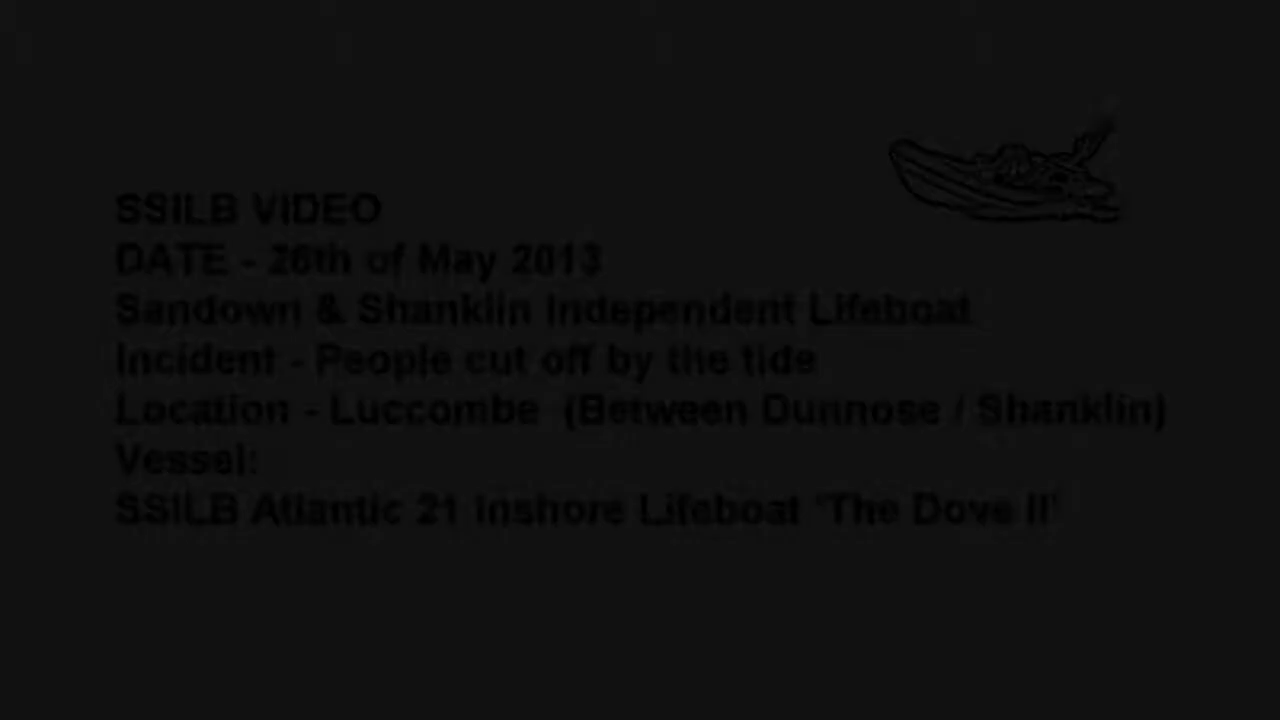 SSILB VIDEO
DATE - 26th of May 2013
Sandown & Shanklin Independent Lifeboat
Incident - People cut off by the tide
Location - Luccombe (Between Dunnose / Shanklin)
Vessel:
SSILB Atlantic 21 Inshore Lifeboat 'The Dove II'